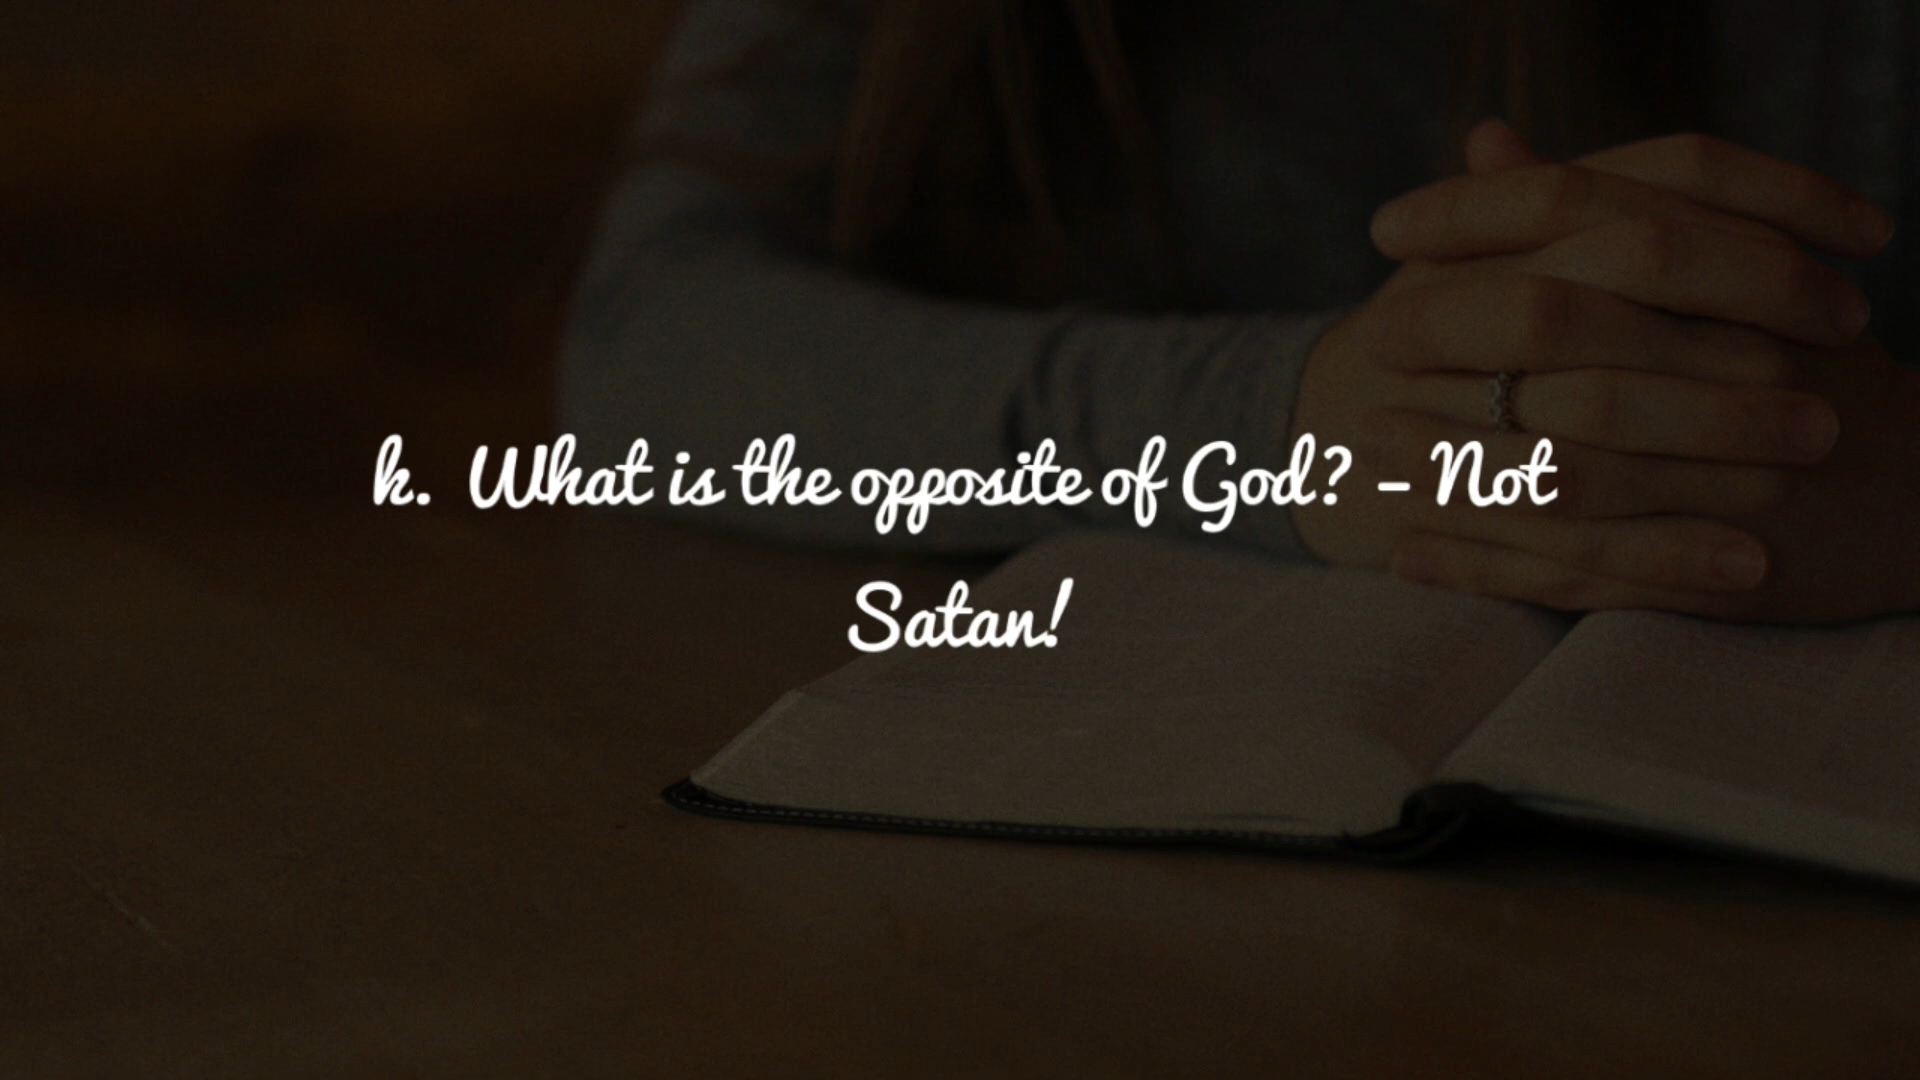 k. What is the opposite of God? - Not
Satan!